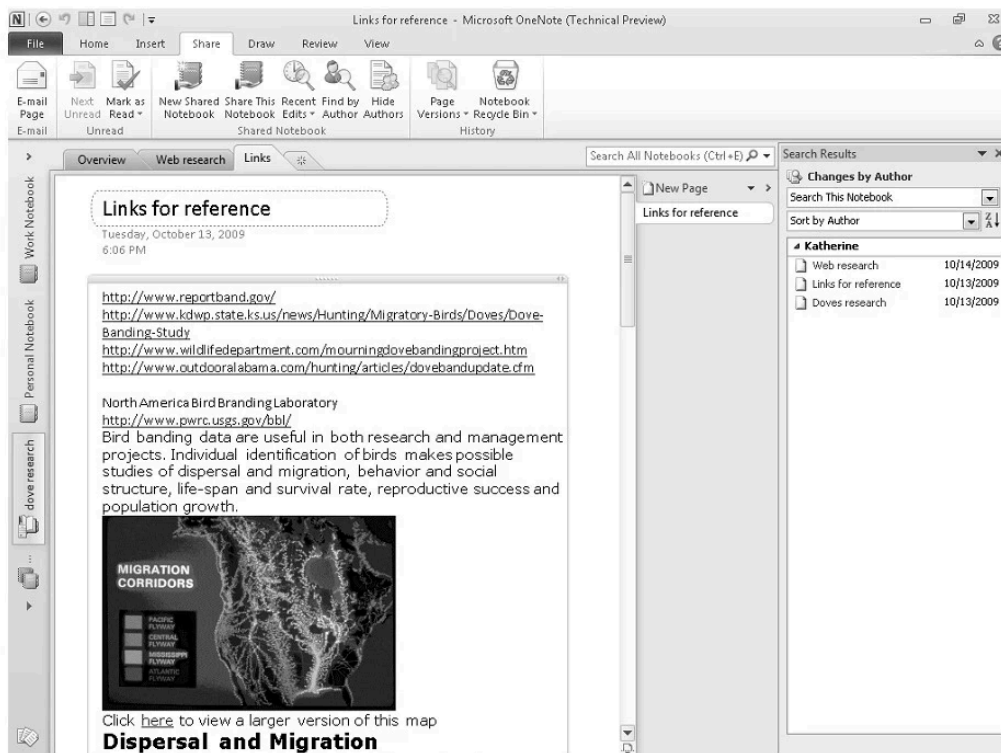 Links for reference - Microsoft OneNote (Technical Preview)
File Home Insert Share Draw Review View
E-mail Page
Next Unread
Mark as Read
New Shared Notebook
Share This Notebook
Recent Edits
Find by Author
Hide Authors
Page Versions
Notebook Recycle Bin
E-mail Unread Shared Notebook History
Overview Web research Links
Search All Notebooks (Ctrl+E)
Work Notebook
Personal Notebook
dove research
Links for reference
Tuesday, October 13, 2009
6:06 PM
http://www.reportband.gov/
http://www.kdwp.state.ks.us/news/Hunting/Migratory-Birds/Doves/Dove-
Banding-Study
http://www.wildlifedepartment.com/mourningdovebandingproject.htm
http://www.outdooralabama.com/hunting/articles/dovebandupdate.cfm
North America Bird Branding Laboratory
http://www.pwrc.usgs.gov/bbl/
Bird banding data are useful in both research and management
projects. Individual identification of birds makes possible
studies of dispersal and migration, behavior and social
structure, life-span and survival rate, reproductive success and
population growth.
MIGRATION
CORRIDORS
PACIFIC
FLYWAY
CENTRAL
FLYWAY
MISSISSIPPI
FLYWAY
ATLANTIC
FLYWAY
Click here to view a larger version of this map
Dispersal and Migration
New Page
Links for reference
Search Results
Changes by Author
Search This Notebook
Sort by Author
Katherine
Web research 10/14/2009
Links for reference 10/13/2009
Doves research 10/13/2009